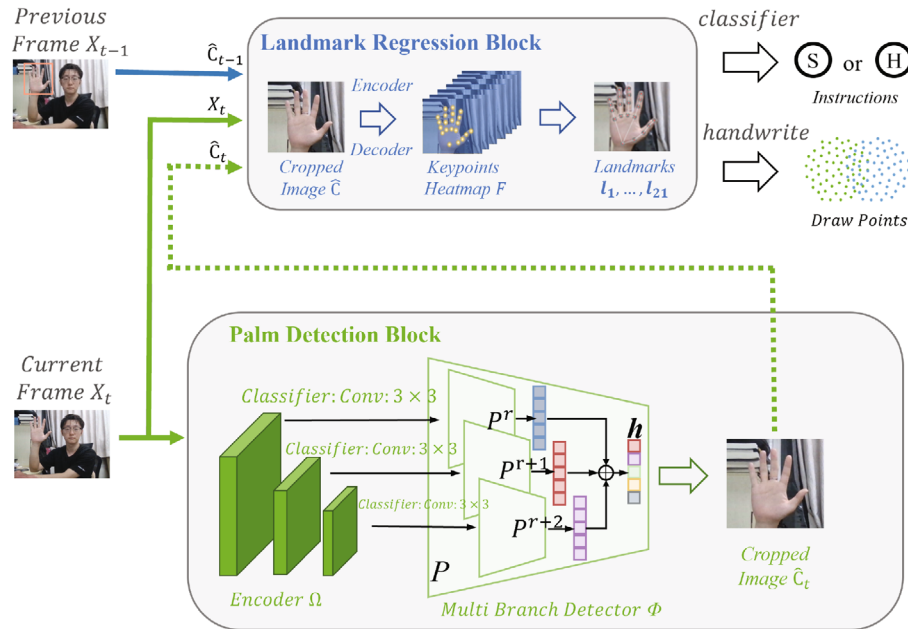 Previous
Frame X_{t−1}
Ĉ_{t−1}
X_t
Ĉ_t
Landmark Regression Block
Encoder
Decoder
Cropped
Image Ĉ
Keypoints
Heatmap F
Landmarks
l_1, ..., l_{21}
classifier
S or H
Instructions
handwrite
Draw Points
Current
Frame X_t
Palm Detection Block
Classifier: Conv: 3 × 3
Classifier: Conv: 3 × 3
Classifier: Conv: 3 × 3
P^r
P^{r+1}
P^{r+2}
h
P
Encoder Ω
Multi Branch Detector Φ
Cropped
Image Ĉ_t